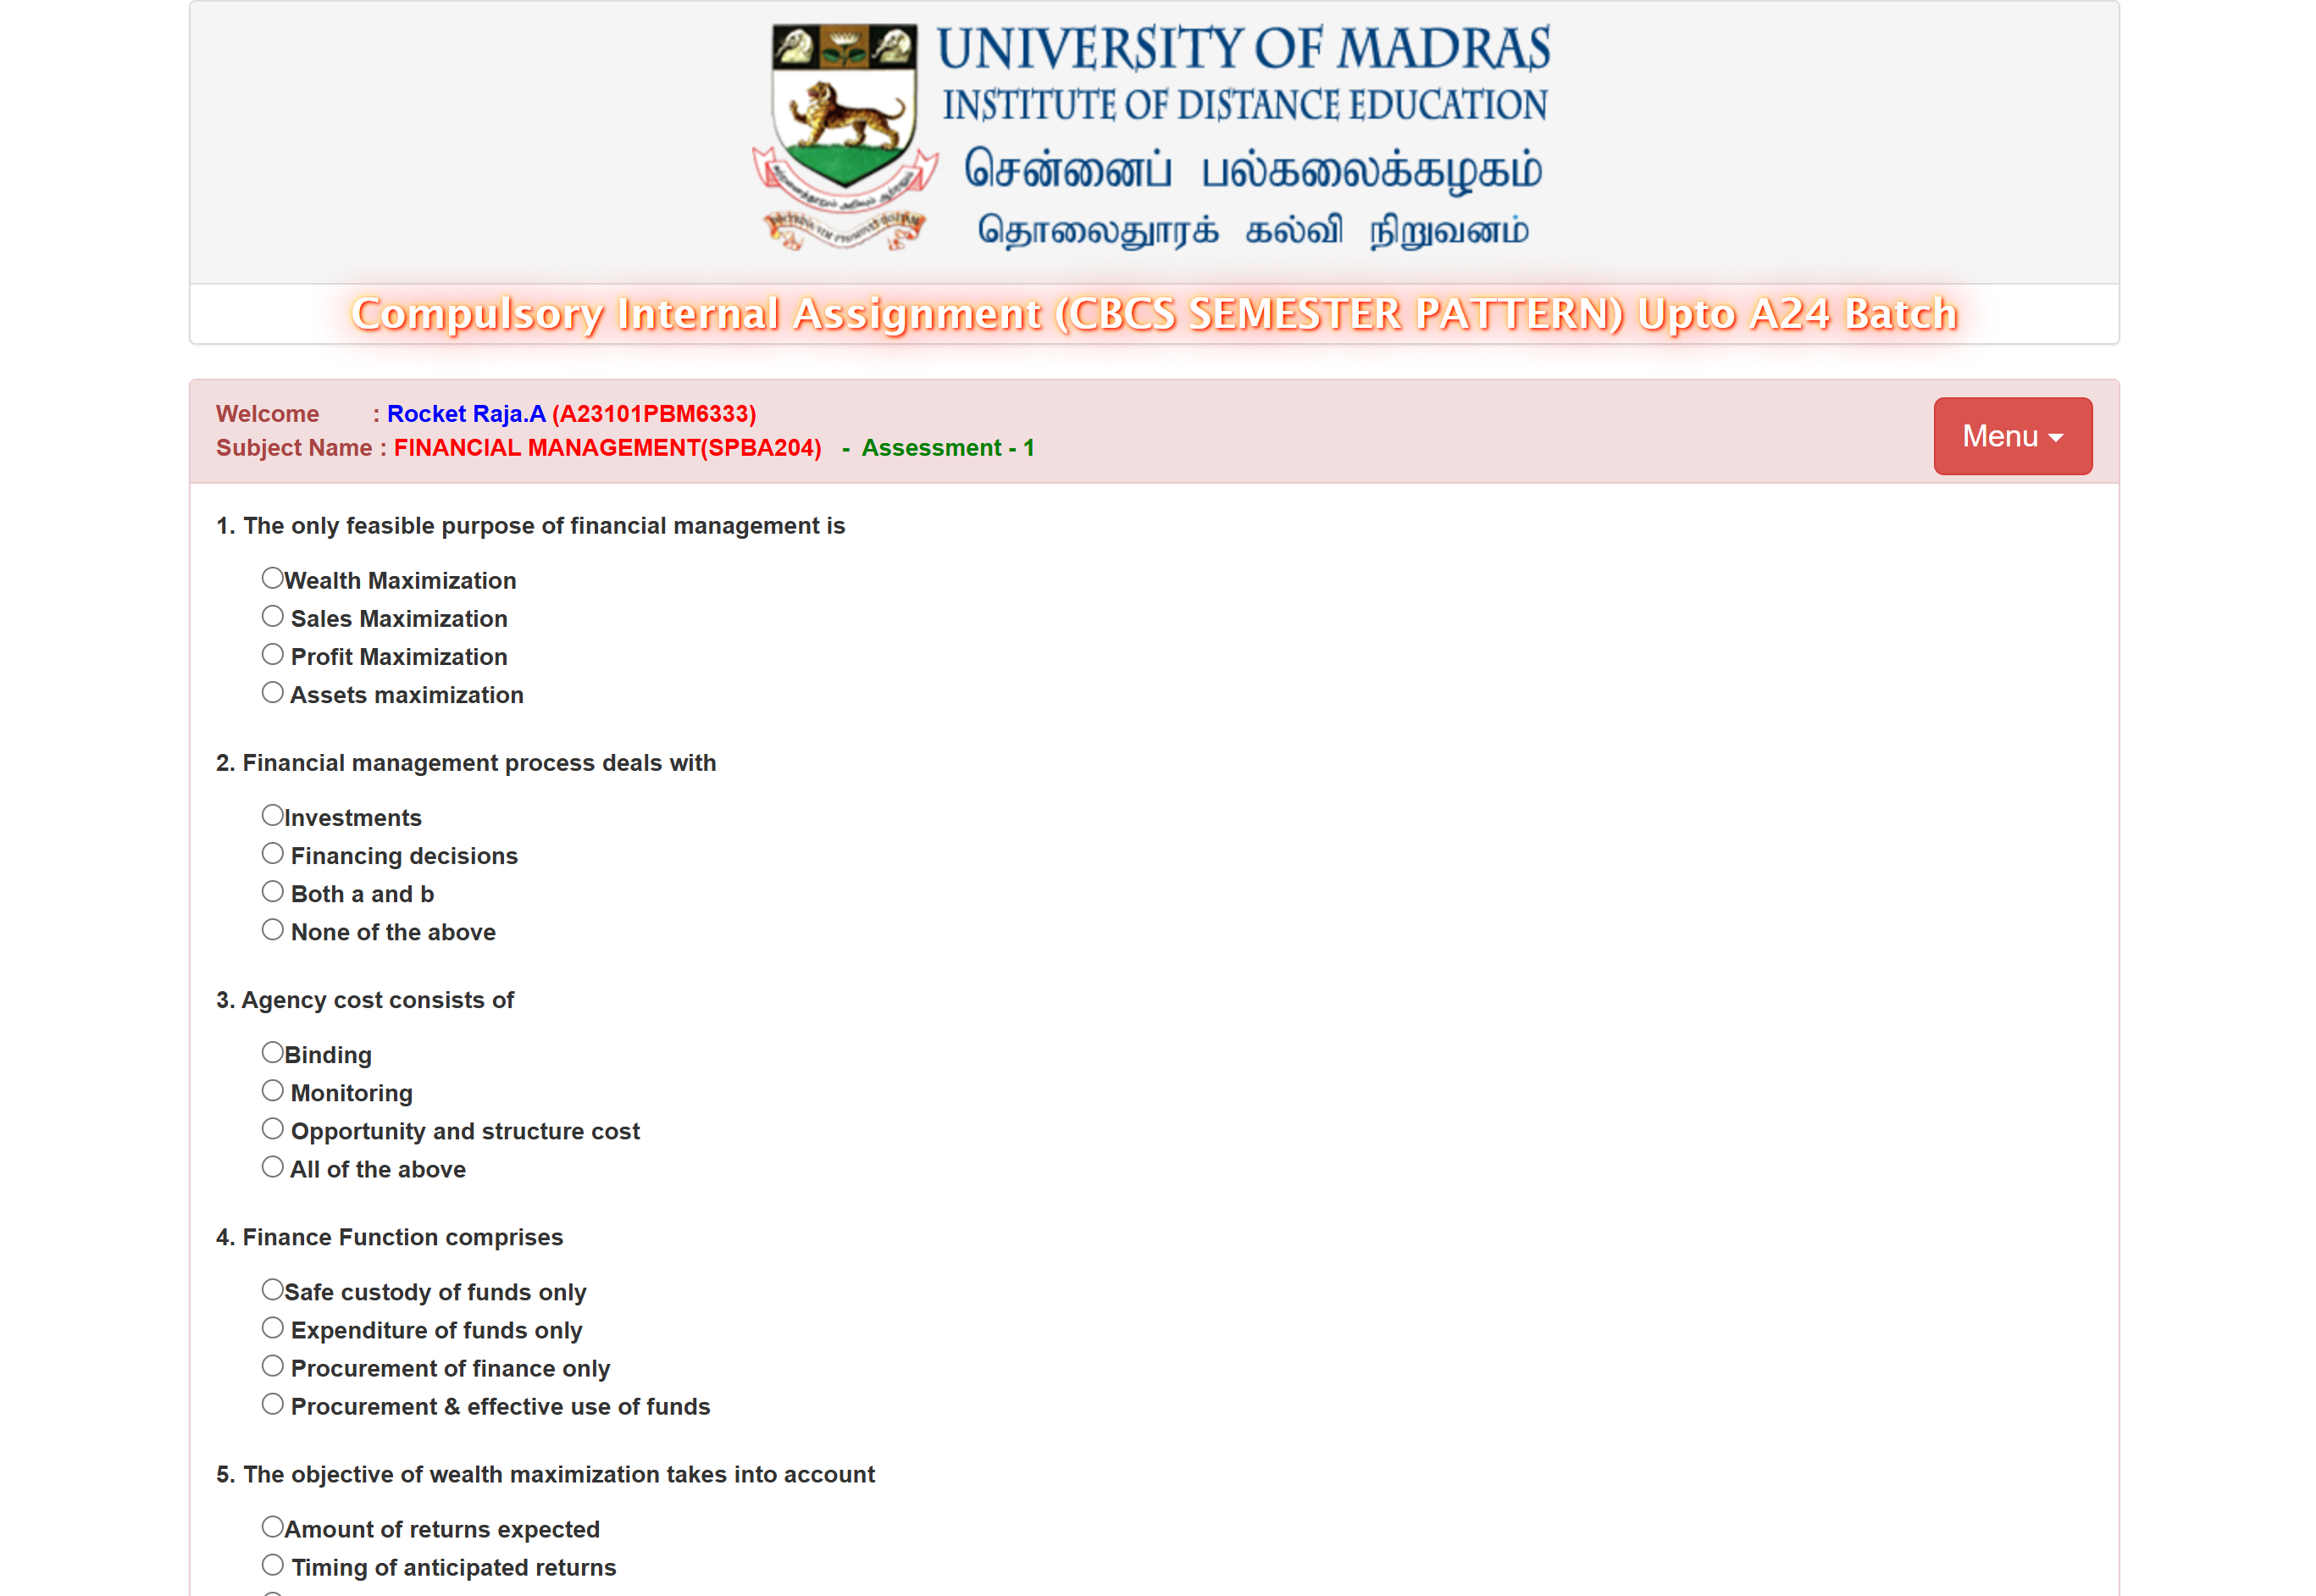 UNIVERSITY OF MADRAS
INSTITUTE OF DISTANCE EDUCATION
சென்னைப் பல்கலைக்கழகம்
தொலைதூரக் கல்வி நிறுவனம்
Compulsory Internal Assignment (CBCS SEMESTER PATTERN) Upto A24 Batch
Welcome : Rocket Raja.A (A23101PBM6333)
Menu
Subject Name : FINANCIAL MANAGEMENT(SPBA204) - Assessment - 1
1. The only feasible purpose of financial management is
Wealth Maximization
Sales Maximization
Profit Maximization
Assets maximization
2. Financial management process deals with
Investments
Financing decisions
Both a and b
None of the above
3. Agency cost consists of
Binding
Monitoring
Opportunity and structure cost
All of the above
4. Finance Function comprises
Safe custody of funds only
Expenditure of funds only
Procurement of finance only
Procurement & effective use of funds
5. The objective of wealth maximization takes into account
Amount of returns expected
Timing of anticipated returns